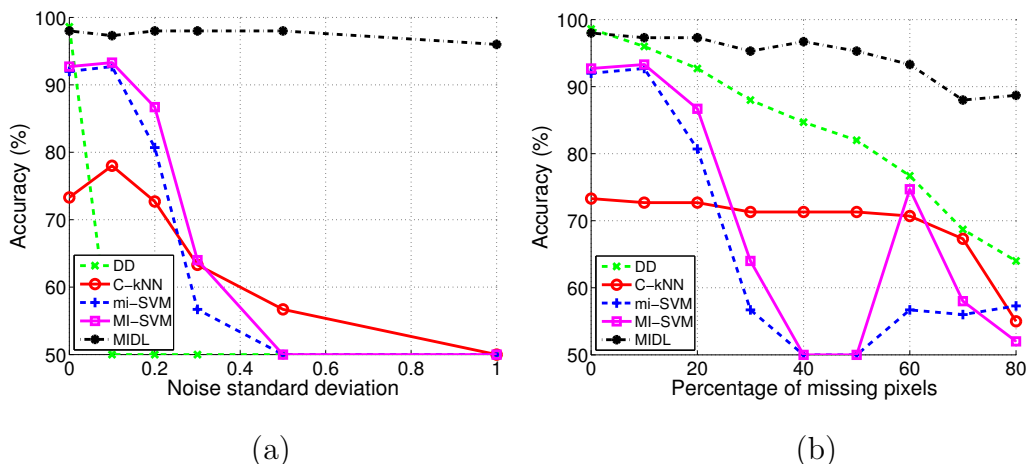 100
90
80
70
60
50
Accuracy (%)
DD
C-kNN
mi-SVM
MI-SVM
MIDL
0 0.2 0.4 0.6 0.8 1
Noise standard deviation
(a)
100
90
80
70
60
50
Accuracy (%)
DD
C-kNN
mi-SVM
MI-SVM
MIDL
0 20 40 60 80
Percentage of missing pixels
(b)